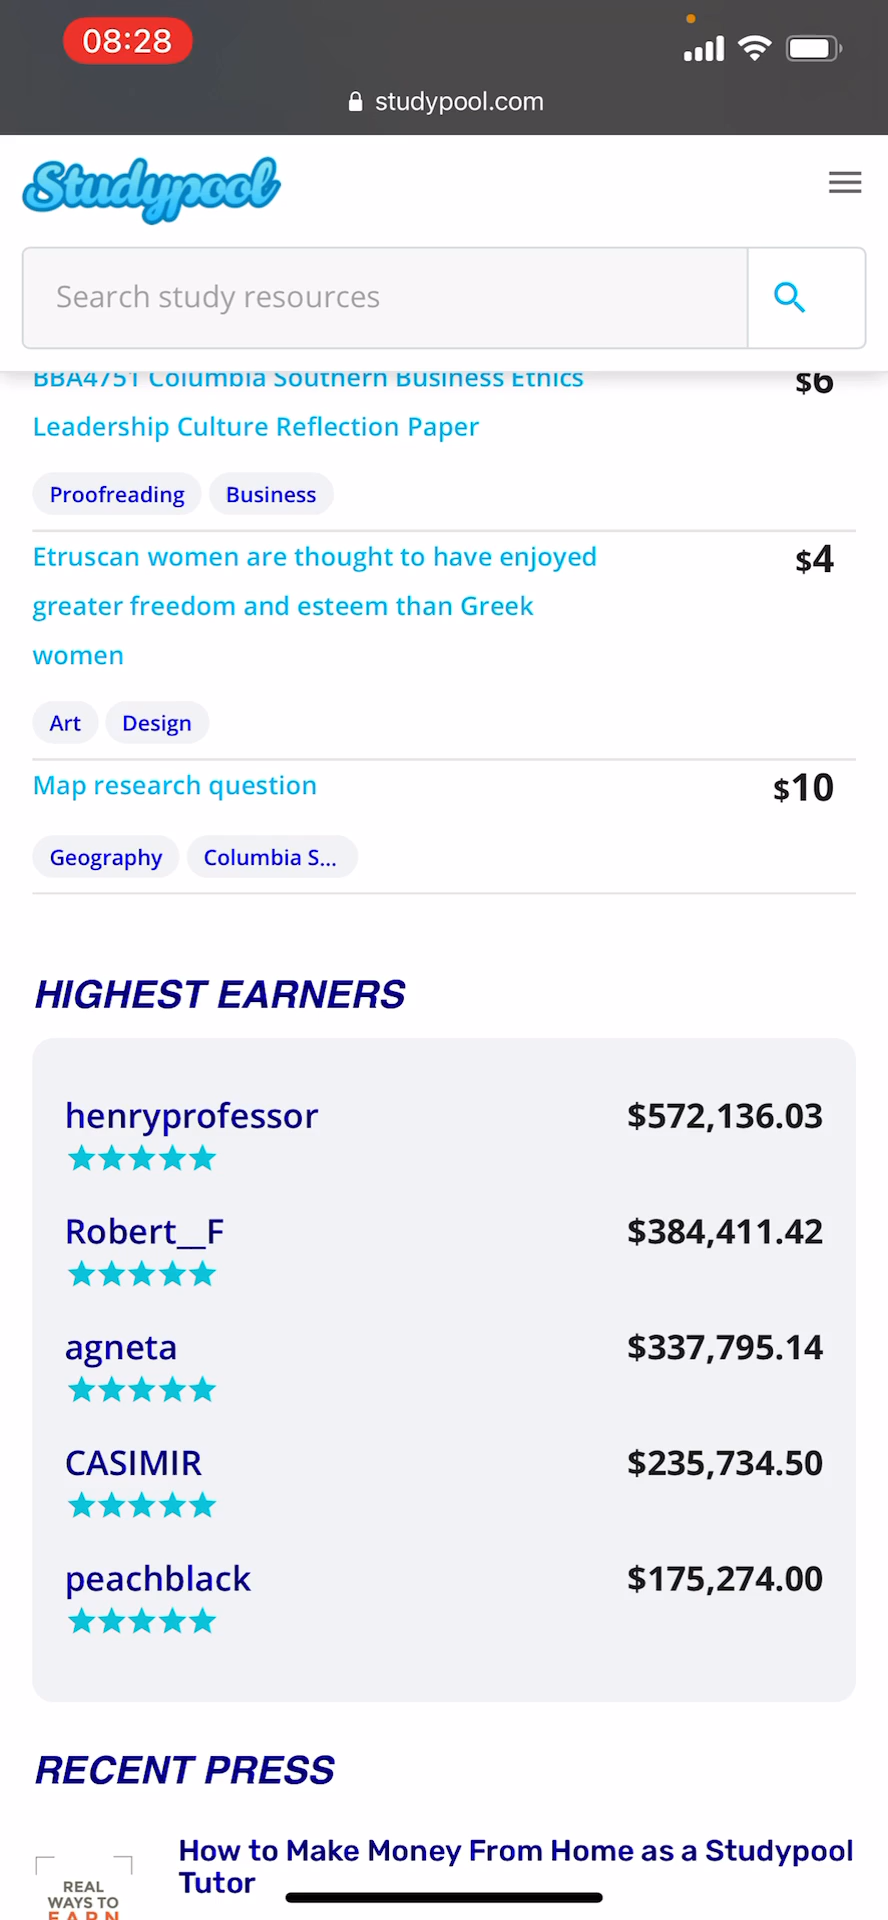 08:28
studypool.com
Studypool
Search study resources
BBA4751 Columbia Southern Business Ethics
$6
Leadership Culture Reflection Paper
Proofreading Business
Etruscan women are thought to have enjoyed
$4
greater freedom and esteem than Greek
women
Art Design
Map research question
$10
Geography Columbia S...
HIGHEST EARNERS
henryprofessor $572,136.03
Robert__F $384,411.42
agneta $337,795.14
CASIMIR $235,734.50
peachblack $175,274.00
RECENT PRESS
How to Make Money From Home as a Studypool
Tutor
REAL
WAYS TO
EARN